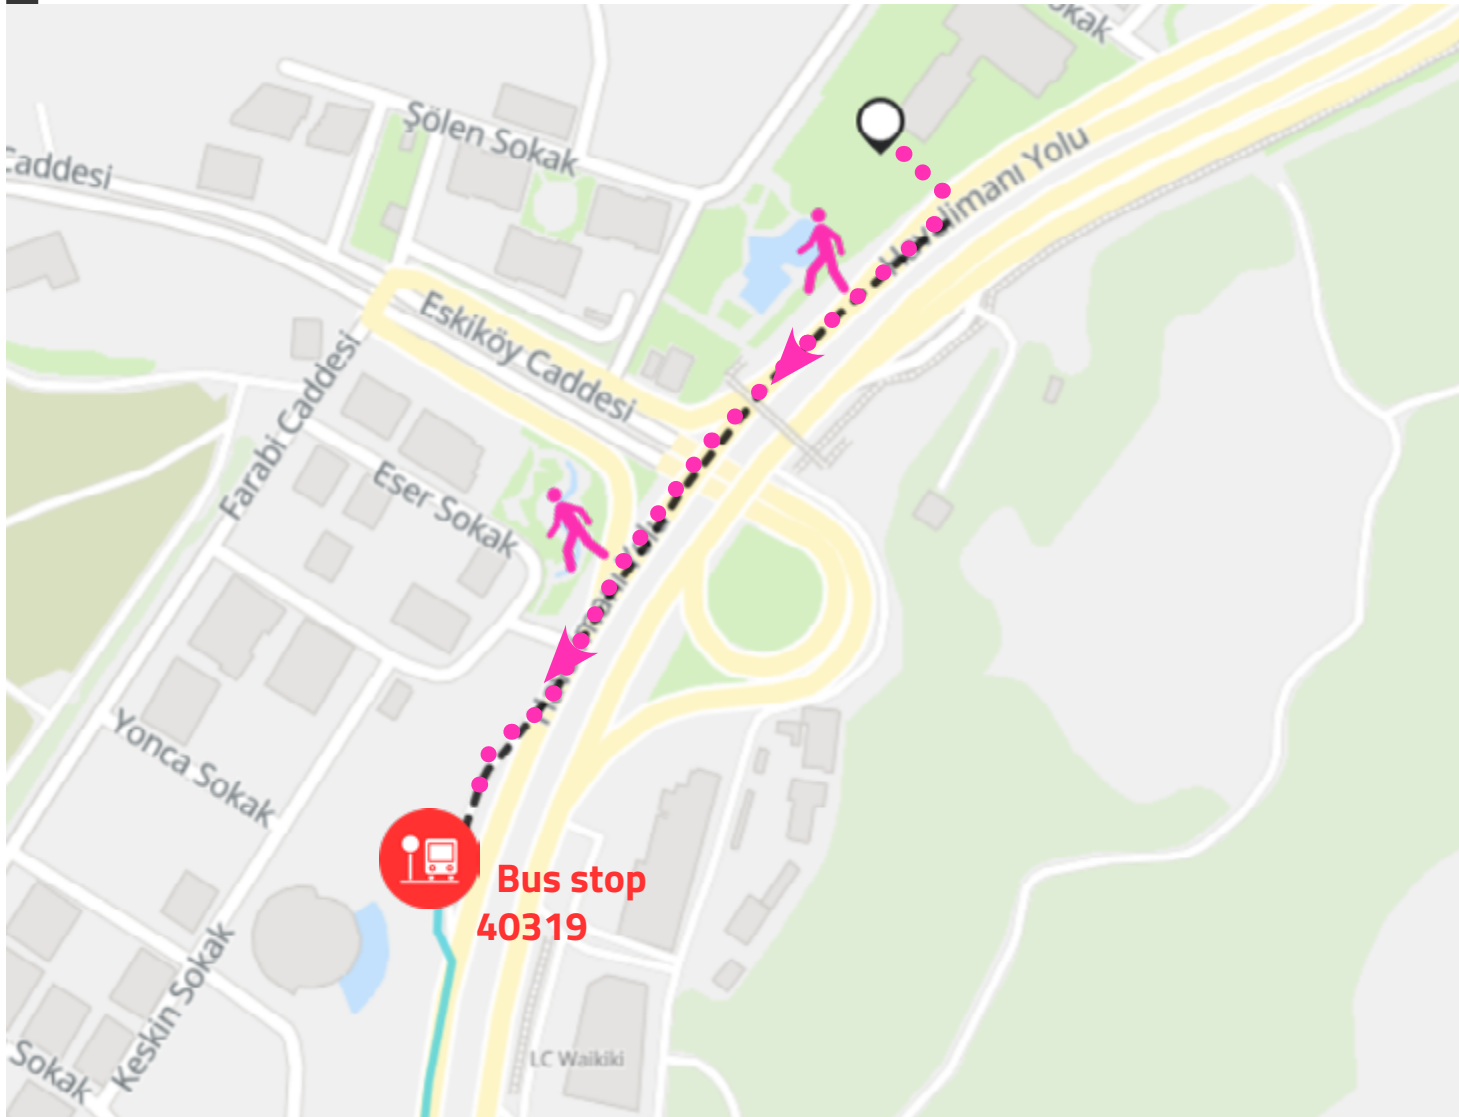 okak
Şölen Sokak
Caddesi
Havalimanı Yolu
Eskiköy Caddesi
Farabi Caddesi
Eser Sokak
Yonca Sokak
Bus stop
40319
Keskin Sokak
Sokak
LC Waikiki